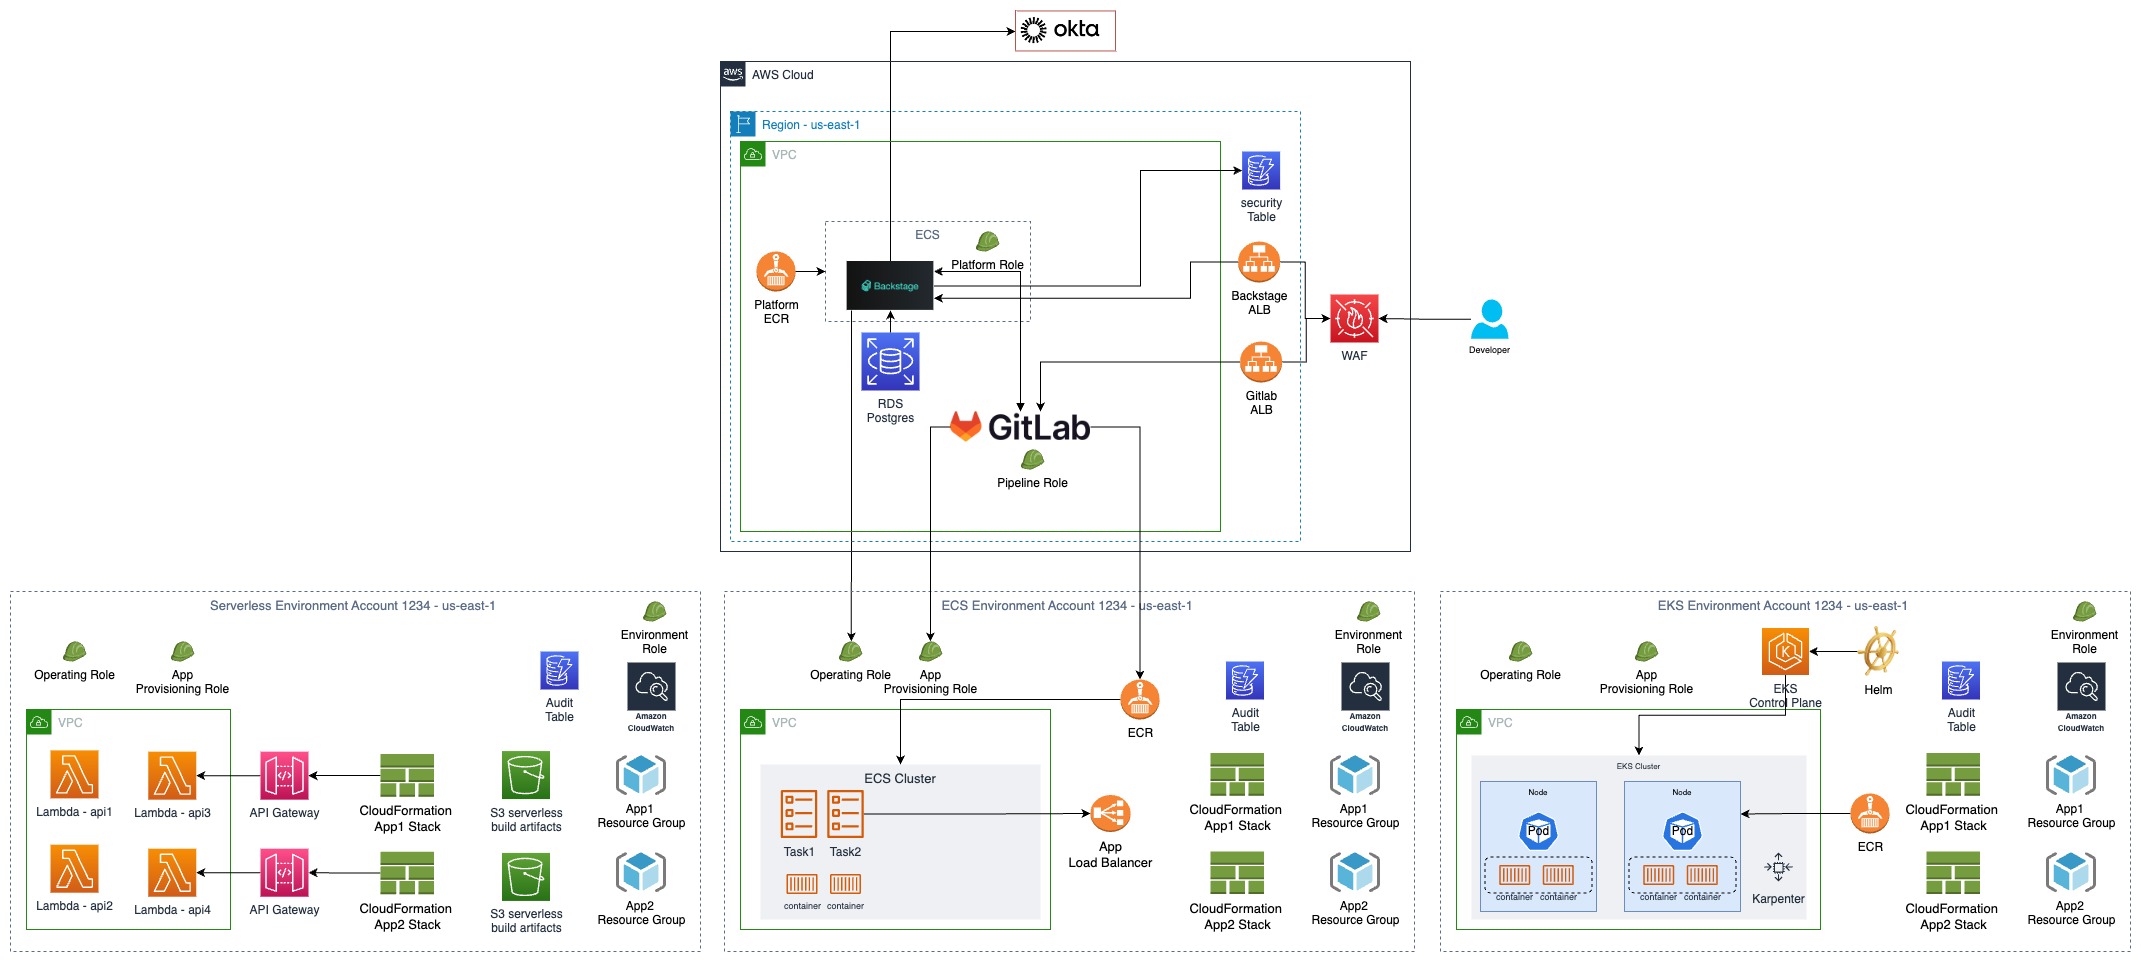 okta
aws
AWS Cloud
Region - us-east-1
VPC
security
Table
ECS
Platform Role
Backstage
Platform
ECR
Backstage
ALB
WAF
Developer
RDS
Postgres
Gitlab
ALB
GitLab
Pipeline Role
Serverless Environment Account 1234 - us-east-1
Environment
Role
Operating Role
App
Provisioning Role
Audit
Table
Amazon
CloudWatch
VPC
Lambda - api1
Lambda - api3
API Gateway
CloudFormation
App1 Stack
S3 serverless
build artifacts
App1
Resource Group
Lambda - api2
Lambda - api4
API Gateway
CloudFormation
App2 Stack
S3 serverless
build artifacts
App2
Resource Group
ECS Environment Account 1234 - us-east-1
Environment
Role
Operating Role
App
Provisioning Role
ECR
Audit
Table
Amazon
CloudWatch
VPC
ECS Cluster
Task1
Task2
container
container
App
Load Balancer
CloudFormation
App1 Stack
App1
Resource Group
CloudFormation
App2 Stack
App2
Resource Group
EKS Environment Account 1234 - us-east-1
Environment
Role
Operating Role
App
Provisioning Role
EKS
Control Plane
Helm
Audit
Table
Amazon
CloudWatch
VPC
EKS Cluster
Node
Pod
container
container
Node
Pod
container
container
Karpenter
ECR
CloudFormation
App1 Stack
App1
Resource Group
CloudFormation
App2 Stack
App2
Resource Group